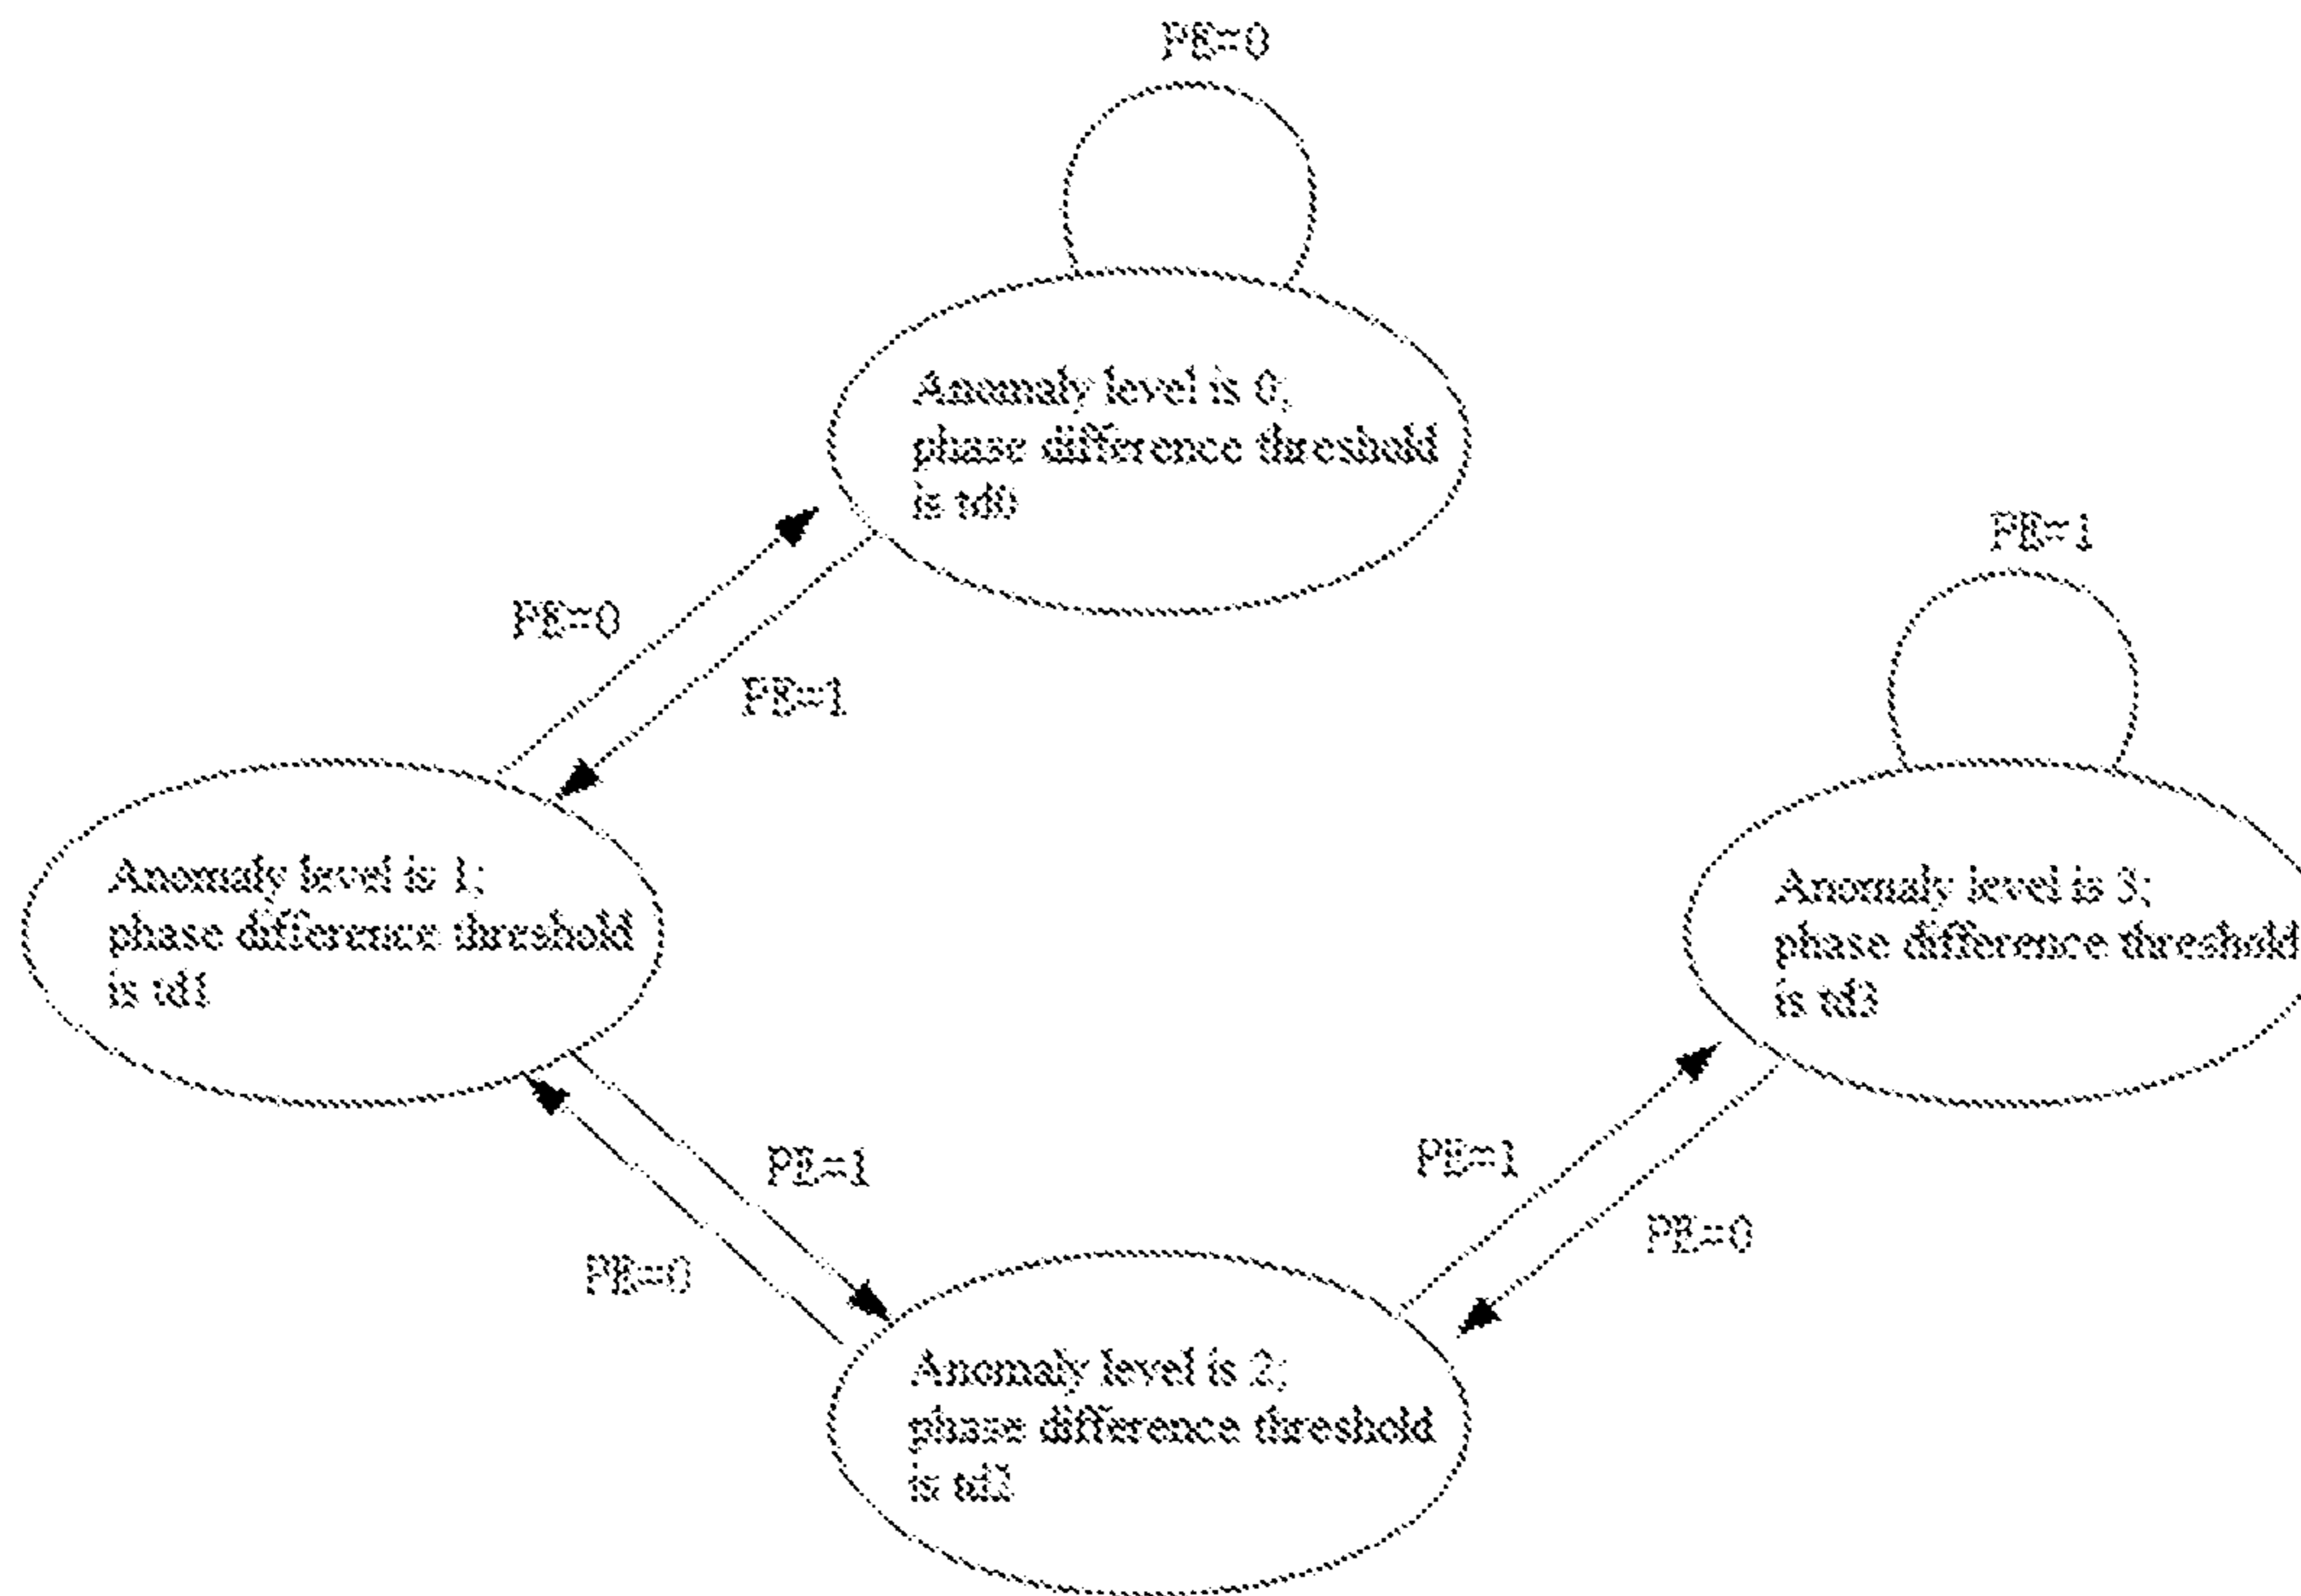 PE=0
Anomaly level is 0;
phase difference threshold
is td0
PE=1
PE=0
PE=1
Anomaly level is 1;
phase difference threshold
is td1
Anomaly level is 3;
phase difference threshold
is td3
PE=1
PE=1
PE=0
PE=0
Anomaly level is 2;
phase difference threshold
is td2